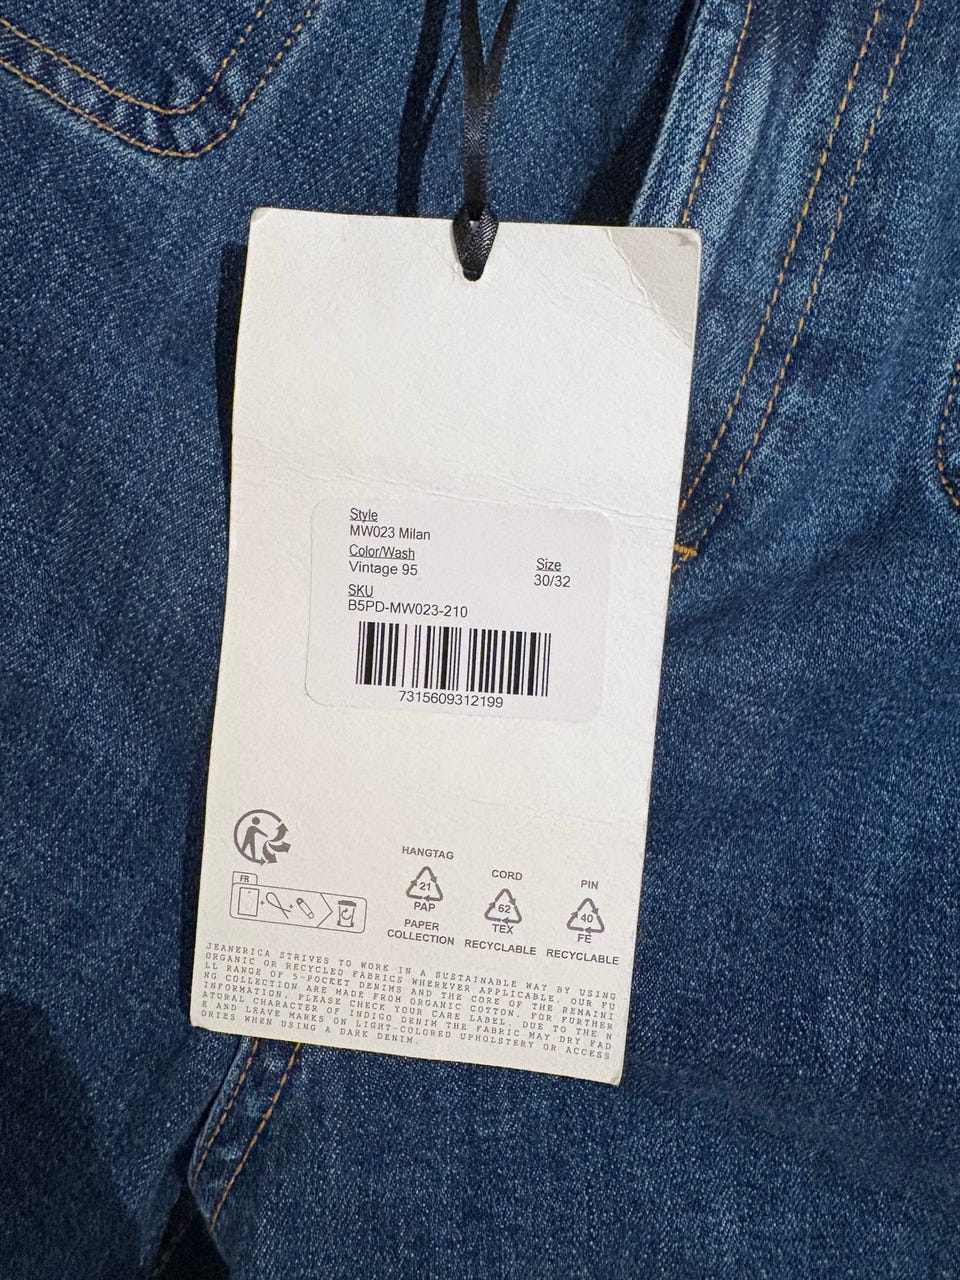 Style
MW023 Milan
Color/Wash
Vintage 95
Size
30/32
SKU
B5PD-MW023-210
7315609312199
FR
HANGTAG
21
PAP
PAPER
COLLECTION
CORD
62
TEX
RECYCLABLE
PIN
40
FE
RECYCLABLE
JEANERICA STRIVES TO WORK IN A SUSTAINABLE WAY BY USING
ORGANIC OR RECYCLED FABRICS WHEREVER APPLICABLE. OUR FU
LL RANGE OF 5-POCKET DENIMS AND THE CORE OF THE REMAINI
NG COLLECTION ARE MADE FROM ORGANIC COTTON. FOR FURTHER
INFORMATION, PLEASE CHECK YOUR CARE LABEL. DUE TO THE N
ATURAL CHARACTER OF INDIGO DENIM THE FABRIC MAY DRY FAD
E AND LEAVE MARKS ON LIGHT-COLORED UPHOLSTERY OR ACCESS
ORIES WHEN USING A DARK DENIM.